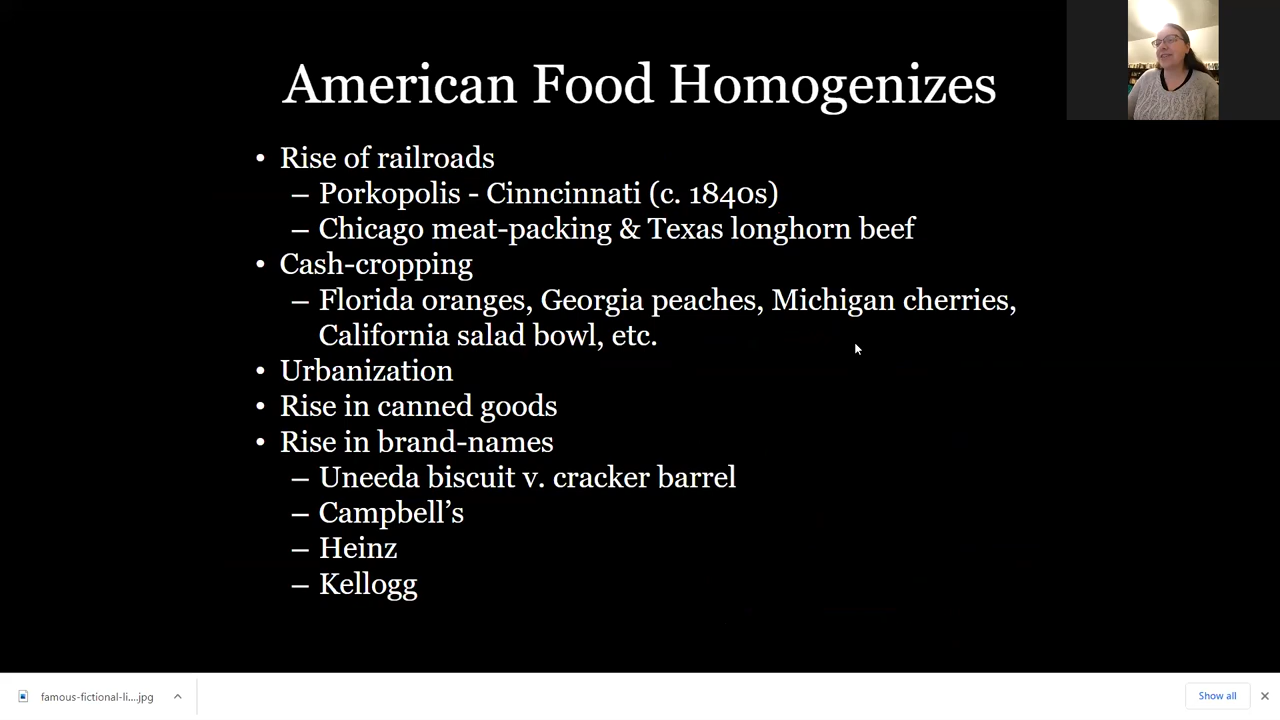 American Food Homogenizes
• Rise of railroads
– Porkopolis - Cinncinnati (c. 1840s)
– Chicago meat-packing & Texas longhorn beef
• Cash-cropping
– Florida oranges, Georgia peaches, Michigan cherries,
California salad bowl, etc.
• Urbanization
• Rise in canned goods
• Rise in brand-names
– Uneeda biscuit v. cracker barrel
– Campbell’s
– Heinz
– Kellogg
famous-fictional-li....jpg
Show all